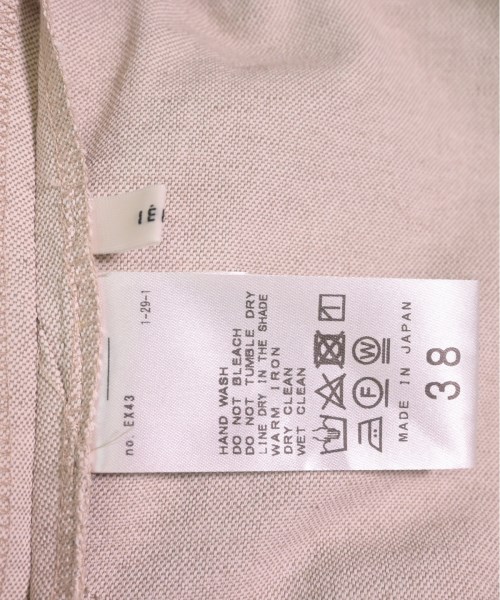 IÉ
no. EX43
1-29-1
HAND WASH
DO NOT BLEACH
DO NOT TUMBLE DRY
LINE DRY IN THE SHADE
WARM IRON
DRY CLEAN
WET CLEAN
F
W
MADE IN JAPAN
38